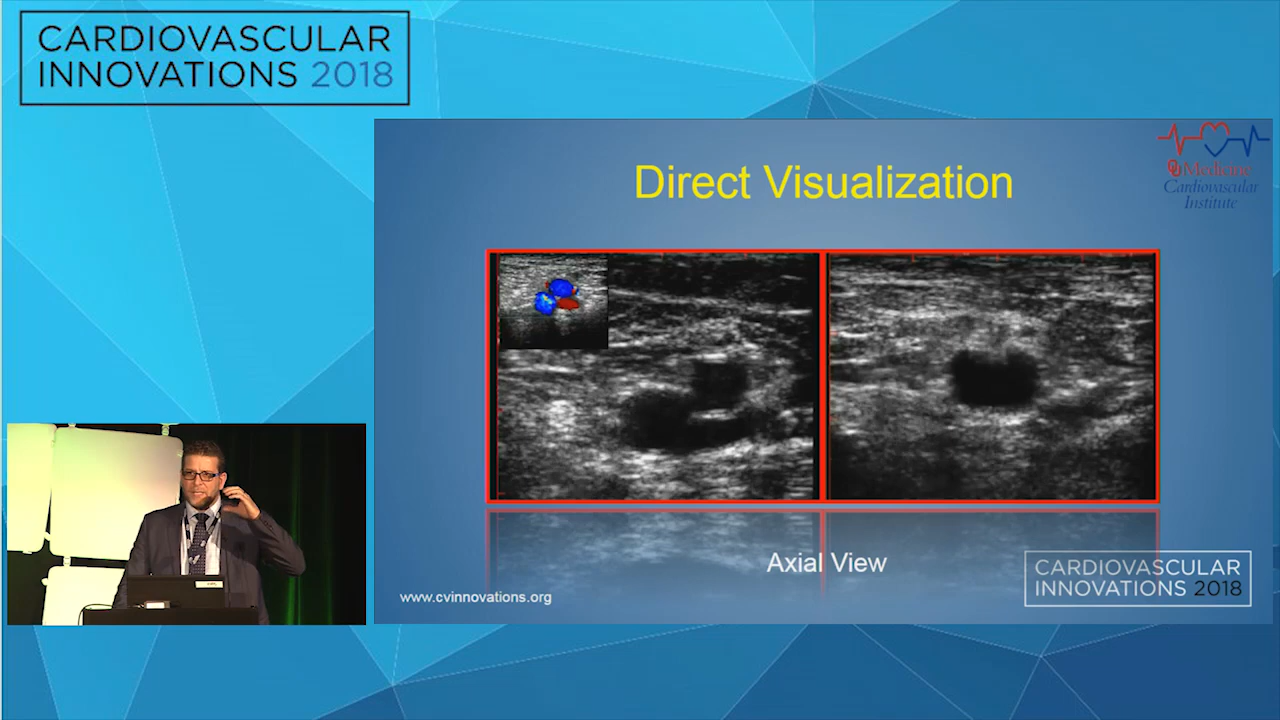 CARDIOVASCULAR
INNOVATIONS 2018
OU Medicine
Cardiovascular
Institute
Direct Visualization
Axial View
www.cvinnovations.org
CARDIOVASCULAR
INNOVATIONS 2018